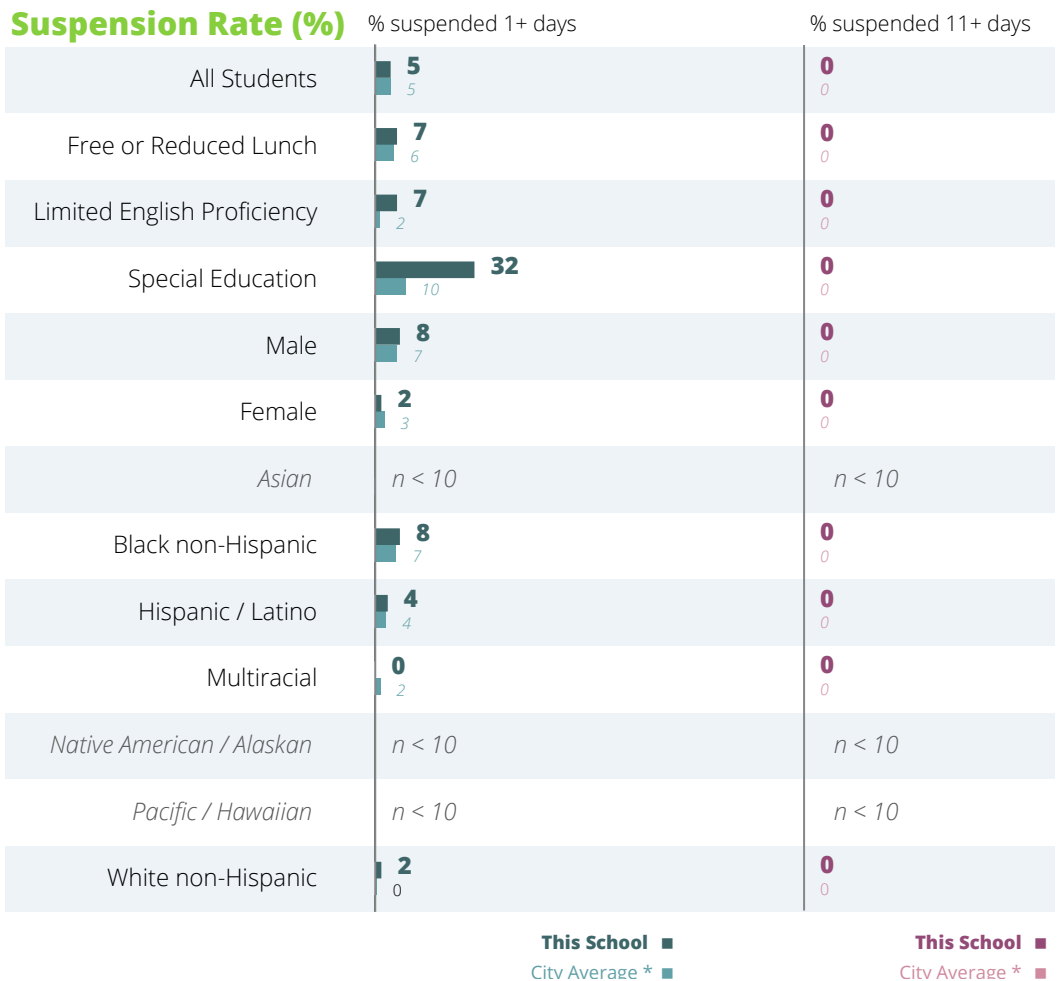 Suspension Rate (%) % suspended 1+ days % suspended 11+ days
All Students 5 0
5 0
Free or Reduced Lunch 7 0
6 0
Limited English Proficiency 7 0
2 0
Special Education 32 0
10 0
Male 8 0
7 0
Female 2 0
3 0
Asian n < 10 n < 10
Black non-Hispanic 8 0
7 0
Hispanic / Latino 4 0
4 0
Multiracial 0 0
2 0
Native American / Alaskan n < 10 n < 10
Pacific / Hawaiian n < 10 n < 10
White non-Hispanic 2 0
0 0
This School This School
City Average * City Average *